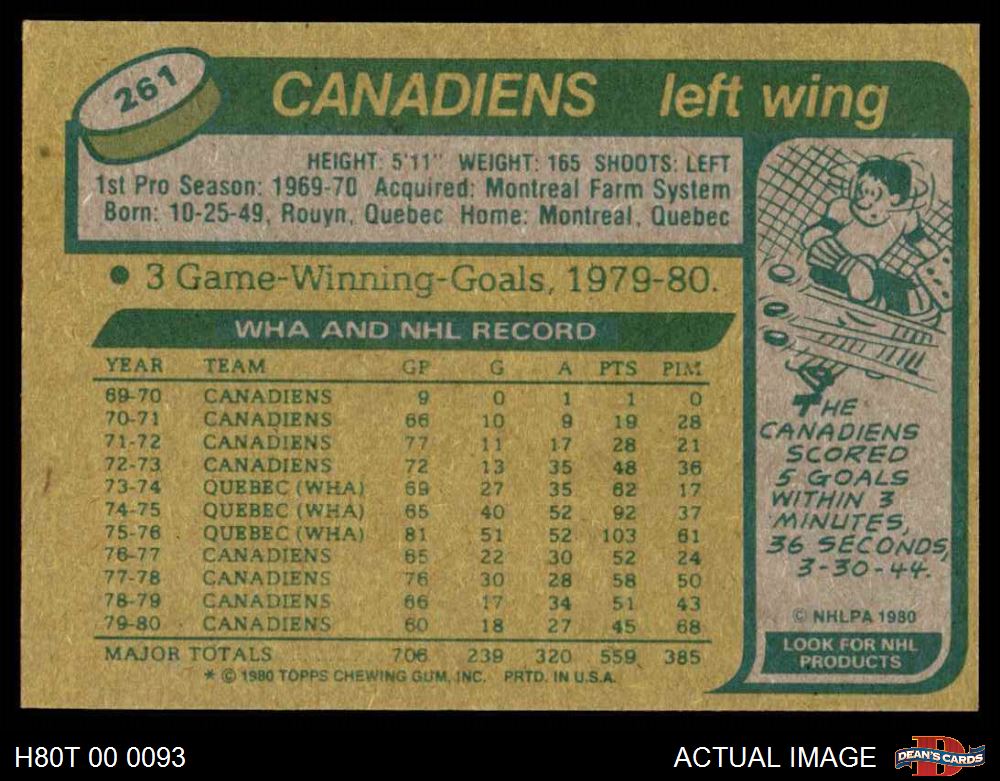 261
CANADIENS left wing
HEIGHT: 5'11" WEIGHT: 165 SHOOTS: LEFT
1st Pro Season: 1969-70 Acquired: Montreal Farm System
Born: 10-25-49, Rouyn, Quebec Home: Montreal, Quebec
• 3 Game-Winning-Goals, 1979-80.
WHA AND NHL RECORD
YEAR TEAM GP G A PTS PIM
69-70 CANADIENS 9 0 1 1 0
70-71 CANADIENS 66 10 9 19 28
71-72 CANADIENS 77 11 17 28 21
72-73 CANADIENS 72 13 35 48 36
73-74 QUEBEC (WHA) 69 27 35 62 17
74-75 QUEBEC (WHA) 65 40 52 92 37
75-76 QUEBEC (WHA) 81 51 52 103 61
76-77 CANADIENS 65 22 30 52 24
77-78 CANADIENS 76 30 28 58 50
78-79 CANADIENS 66 17 34 51 43
79-80 CANADIENS 60 18 27 45 68
MAJOR TOTALS 706 239 320 559 385
* © 1980 TOPPS CHEWING GUM, INC. PRTD. IN U.S.A.
THE
CANADIENS
SCORED
5 GOALS
WITHIN 3
MINUTES,
36 SECONDS,
3-30-44.
© NHLPA 1980
LOOK FOR NHL
PRODUCTS
H80T 00 0093
ACTUAL IMAGE
D
DEAN'S CARDS